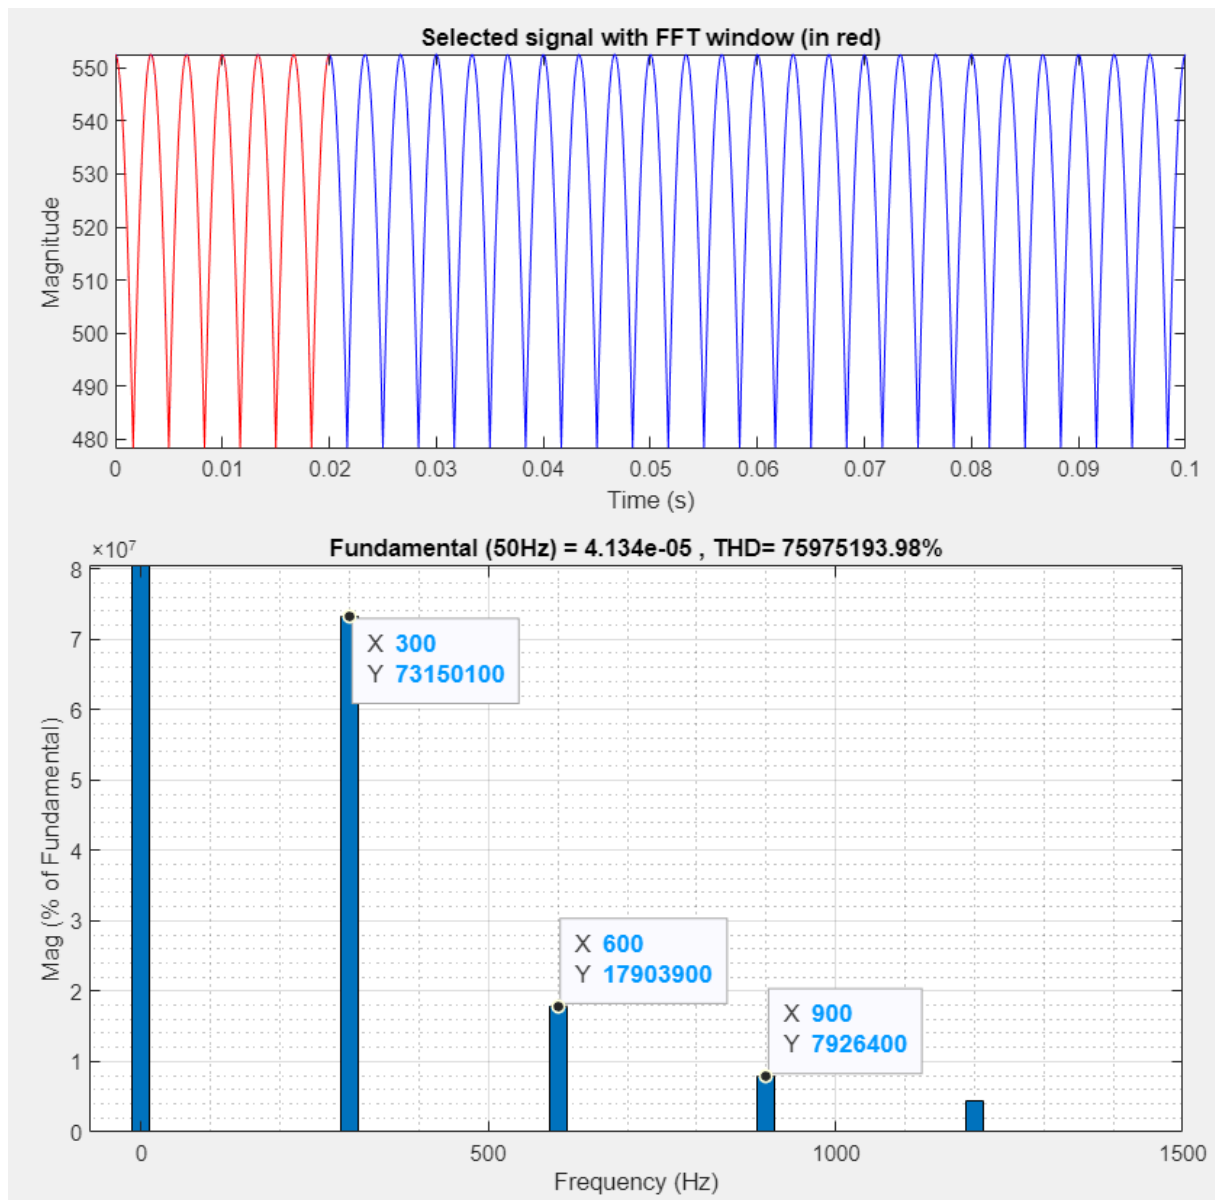 Selected signal with FFT window (in red)
550
540
530
520
510
500
490
480
Magnitude
0 0.01 0.02 0.03 0.04 0.05 0.06 0.07 0.08 0.09 0.1
Time (s)
×10⁷
Fundamental (50Hz) = 4.134e-05 , THD= 75975193.98%
8
7
6
5
4
3
2
1
0
Mag (% of Fundamental)
X 300
Y 73150100
X 600
Y 17903900
X 900
Y 7926400
0 500 1000 1500
Frequency (Hz)